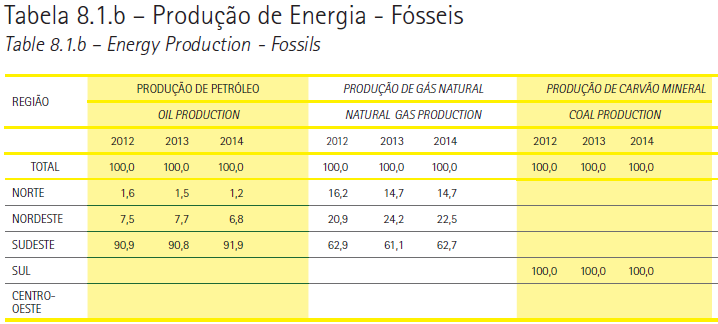 Tabela 8.1.b – Produção de Energia - Fósseis
Table 8.1.b – Energy Production - Fossils
REGIÃO PRODUÇÃO DE PETRÓLEO PRODUÇÃO DE GÁS NATURAL PRODUÇÃO DE CARVÃO MINERAL
OIL PRODUCTION NATURAL GAS PRODUCTION COAL PRODUCTION
2012 2013 2014 2012 2013 2014 2012 2013 2014
TOTAL 100,0 100,0 100,0 100,0 100,0 100,0 100,0 100,0 100,0
NORTE 1,6 1,5 1,2 16,2 14,7 14,7
NORDESTE 7,5 7,7 6,8 20,9 24,2 22,5
SUDESTE 90,9 90,8 91,9 62,9 61,1 62,7
SUL 100,0 100,0 100,0
CENTRO-
OESTE